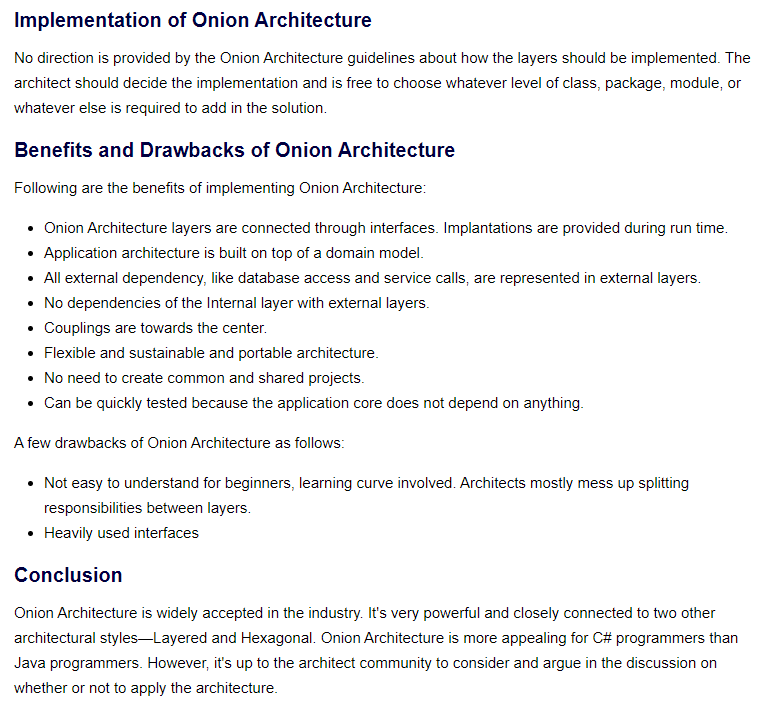 Implementation of Onion Architecture
No direction is provided by the Onion Architecture guidelines about how the layers should be implemented. The
architect should decide the implementation and is free to choose whatever level of class, package, module, or
whatever else is required to add in the solution.
Benefits and Drawbacks of Onion Architecture
Following are the benefits of implementing Onion Architecture:
• Onion Architecture layers are connected through interfaces. Implantations are provided during run time.
• Application architecture is built on top of a domain model.
• All external dependency, like database access and service calls, are represented in external layers.
• No dependencies of the Internal layer with external layers.
• Couplings are towards the center.
• Flexible and sustainable and portable architecture.
• No need to create common and shared projects.
• Can be quickly tested because the application core does not depend on anything.
A few drawbacks of Onion Architecture as follows:
• Not easy to understand for beginners, learning curve involved. Architects mostly mess up splitting
responsibilities between layers.
• Heavily used interfaces
Conclusion
Onion Architecture is widely accepted in the industry. It's very powerful and closely connected to two other
architectural styles—Layered and Hexagonal. Onion Architecture is more appealing for C# programmers than
Java programmers. However, it's up to the architect community to consider and argue in the discussion on
whether or not to apply the architecture.